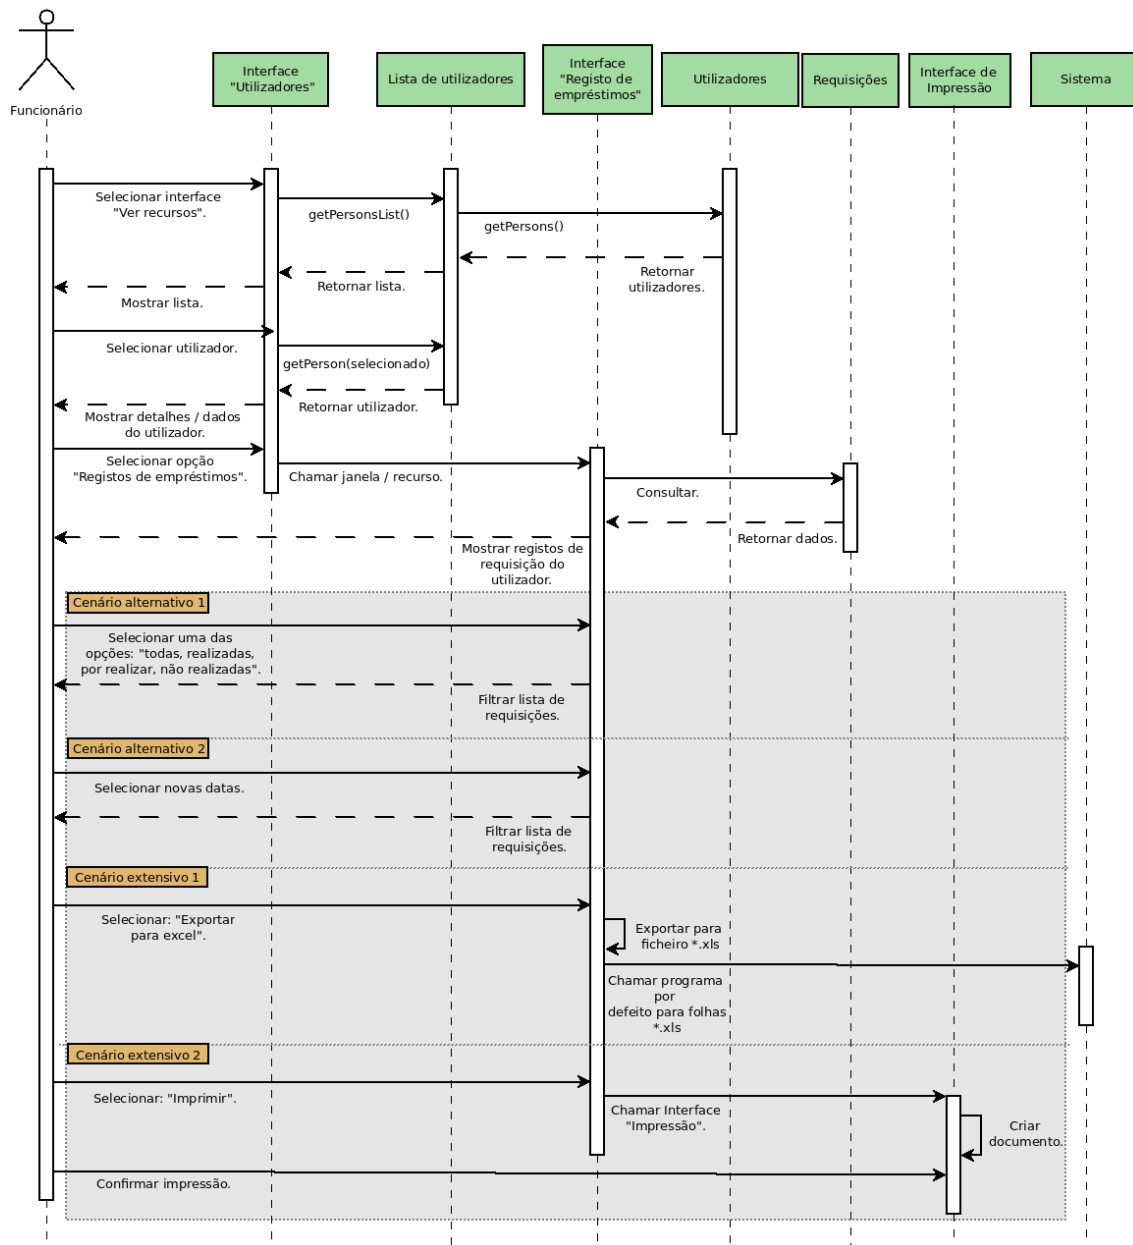 Funcionário
Interface
"Utilizadores"
Lista de utilizadores
Interface
"Registo de
empréstimos"
Utilizadores
Requisições
Interface de
Impressão
Sistema
Selecionar interface
"Ver recursos".
getPersonsList()
getPersons()
Retornar
utilizadores.
Retornar lista.
Mostrar lista.
Selecionar utilizador.
getPerson(selecionado)
Retornar utilizador.
Mostrar detalhes / dados
do utilizador.
Selecionar opção
"Registos de empréstimos".
Chamar janela / recurso.
Consultar.
Retornar dados.
Mostrar registos de
requisição do
utilizador.
Cenário alternativo 1
Selecionar uma das
opções: "todas, realizadas,
por realizar, não realizadas".
Filtrar lista de
requisições.
Cenário alternativo 2
Selecionar novas datas.
Filtrar lista de
requisições.
Cenário extensivo 1
Selecionar: "Exportar
para excel".
Exportar para
ficheiro *.xls
Chamar programa
por
defeito para folhas
*.xls
Cenário extensivo 2
Selecionar: "Imprimir".
Chamar Interface
"Impressão".
Criar
documento.
Confirmar impressão.